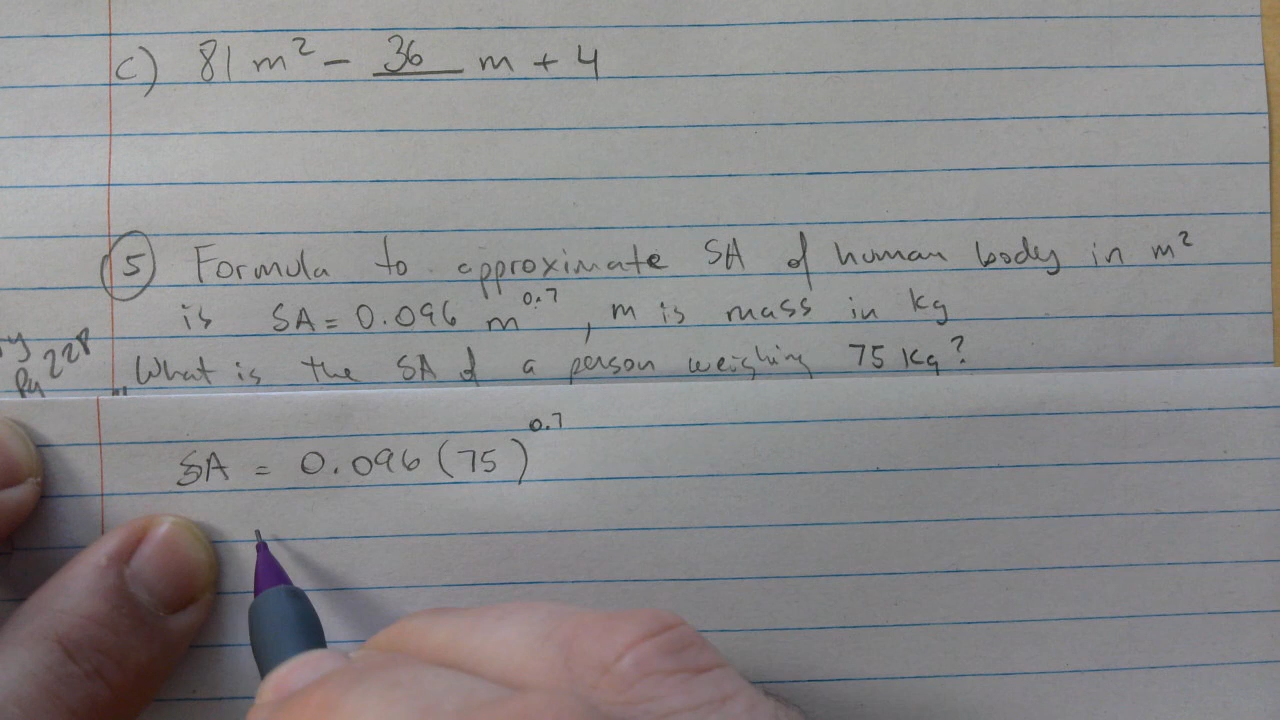 c) 81 m² - 36 m + 4
5 Formula to approximate SA of human body in m²
is SA = 0.096 m^0.7, m is mass in kg
Pg 228
What is the SA of a person weighing 75 kg?
SA = 0.096 (75)^0.7